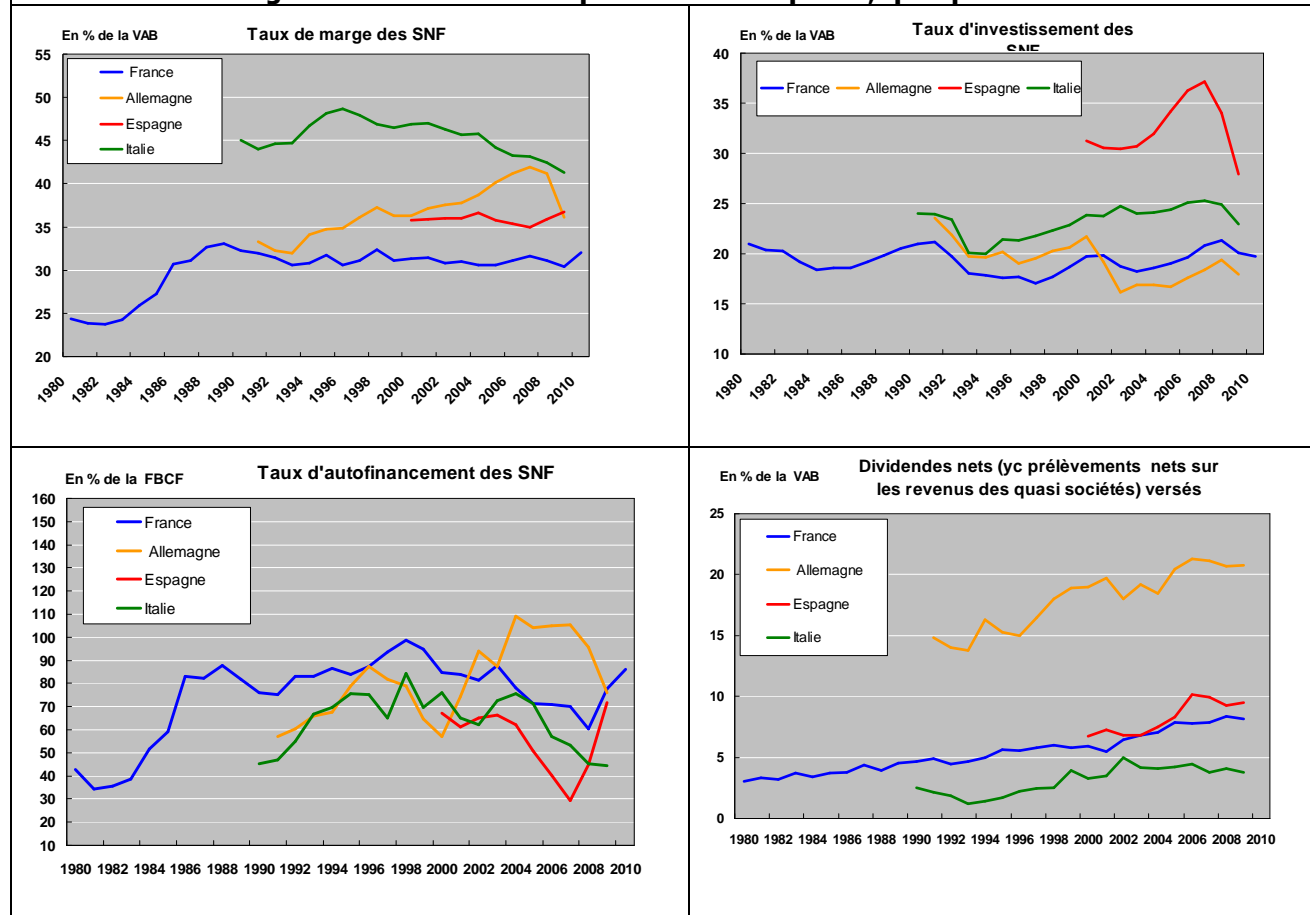 En % de la VAB
Taux de marge des SNF
55
50
45
40
35
30
25
20
France
Allemagne
Espagne
Italie
1980 1982 1984 1986 1988 1990 1992 1994 1996 1998 2000 2002 2004 2006 2008 2010
En % de la VAB
Taux d'investissement des
SNF
40
35
30
25
20
15
10
France Allemagne Espagne Italie
1980 1982 1984 1986 1988 1990 1992 1994 1996 1998 2000 2002 2004 2006 2008 2010
En % de la FBCF
Taux d'autofinancement des SNF
160
150
140
130
120
110
100
90
80
70
60
50
40
30
20
10
France
Allemagne
Espagne
Italie
1980 1982 1984 1986 1988 1990 1992 1994 1996 1998 2000 2002 2004 2006 2008 2010
En % de la VAB
Dividendes nets (yc prélèvements nets sur
les revenus des quasi sociétés) versés
25
20
15
10
5
0
France
Allemagne
Espagne
Italie
1980 1982 1984 1986 1988 1990 1992 1994 1996 1998 2000 2002 2004 2006 2008 2010